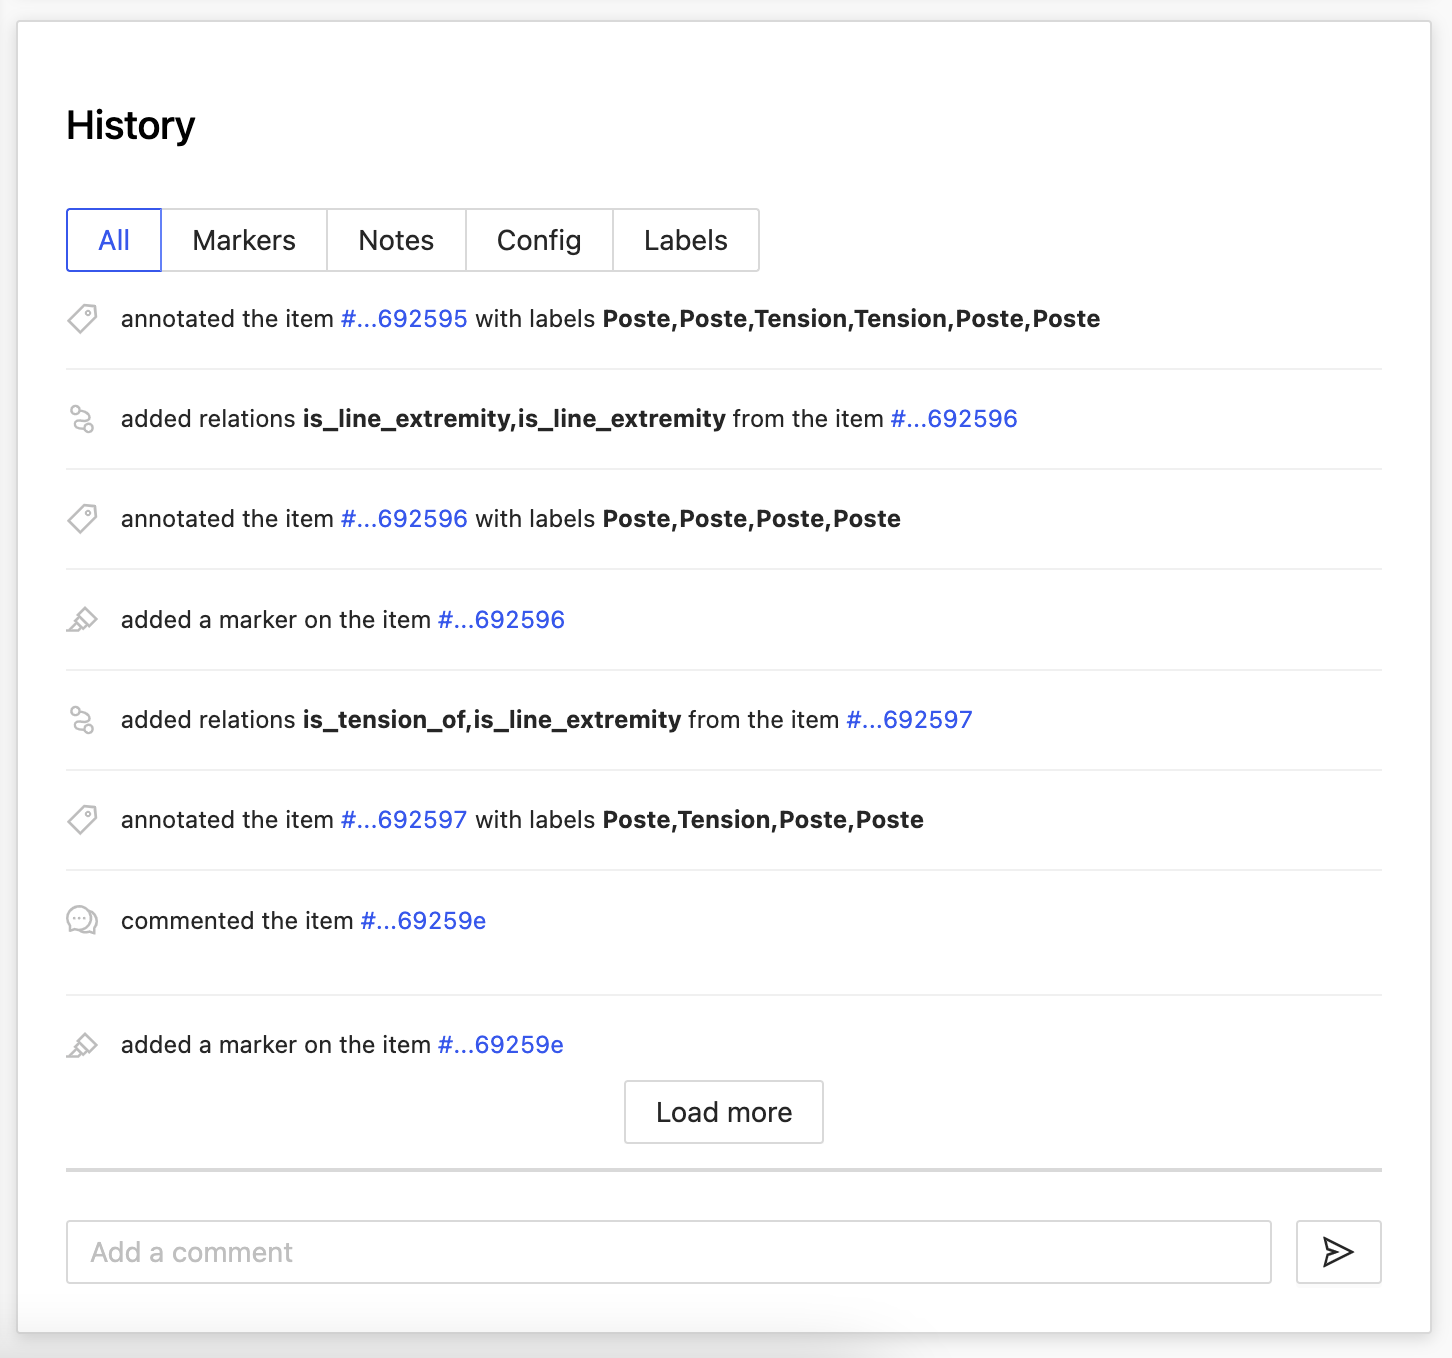 History
All Markers Notes Config Labels
annotated the item #...692595 with labels Poste,Poste,Tension,Tension,Poste,Poste
added relations is_line_extremity,is_line_extremity from the item #...692596
annotated the item #...692596 with labels Poste,Poste,Poste,Poste
added a marker on the item #...692596
added relations is_tension_of,is_line_extremity from the item #...692597
annotated the item #...692597 with labels Poste,Tension,Poste,Poste
commented the item #...69259e
added a marker on the item #...69259e
Load more
Add a comment